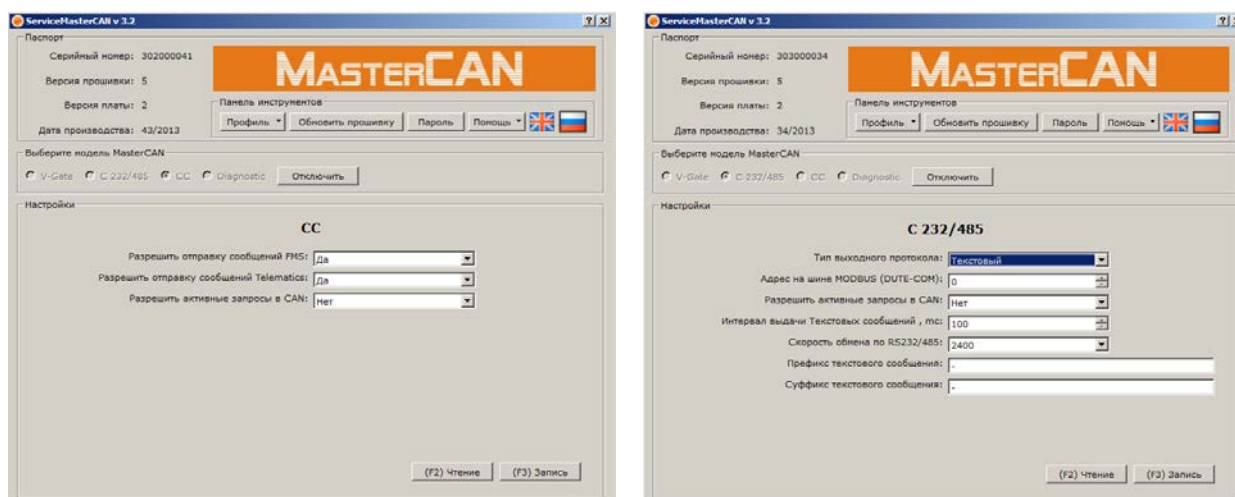 ServiceMasterCAN v 3.2
Паспорт
Серийный номер: 302000041
Версия прошивки: 5
Версия платы: 2
Дата производства: 43/2013
MASTERCAN
Панель инструментов
Профиль Обновить прошивку Пароль Помощь
Выберите модель MasterCAN
V-Gate C 232/485 CC Diagnostic Отключить
Настройки
CC
Разрешить отправку сообщений FMS: Да
Разрешить отправку сообщений Telematics: Да
Разрешить активные запросы в CAN: Нет
(F2) Чтение (F3) Запись
ServiceMasterCAN v 3.2
Паспорт
Серийный номер: 303000034
Версия прошивки: 5
Версия платы: 2
Дата производства: 34/2013
MASTERCAN
Панель инструментов
Профиль Обновить прошивку Пароль Помощь
Выберите модель MasterCAN
V-Gate C 232/485 CC Diagnostic Отключить
Настройки
C 232/485
Тип выходного протокола: Текстовый
Адрес на шине MODBUS (DUTE-COM): 0
Разрешить активные запросы в CAN: Нет
Интервал выдачи Текстовых сообщений , mc: 100
Скорость обмена по RS232/485: 2400
Префикс текстового сообщения: -
Суффикс текстового сообщения: -
(F2) Чтение (F3) Запись